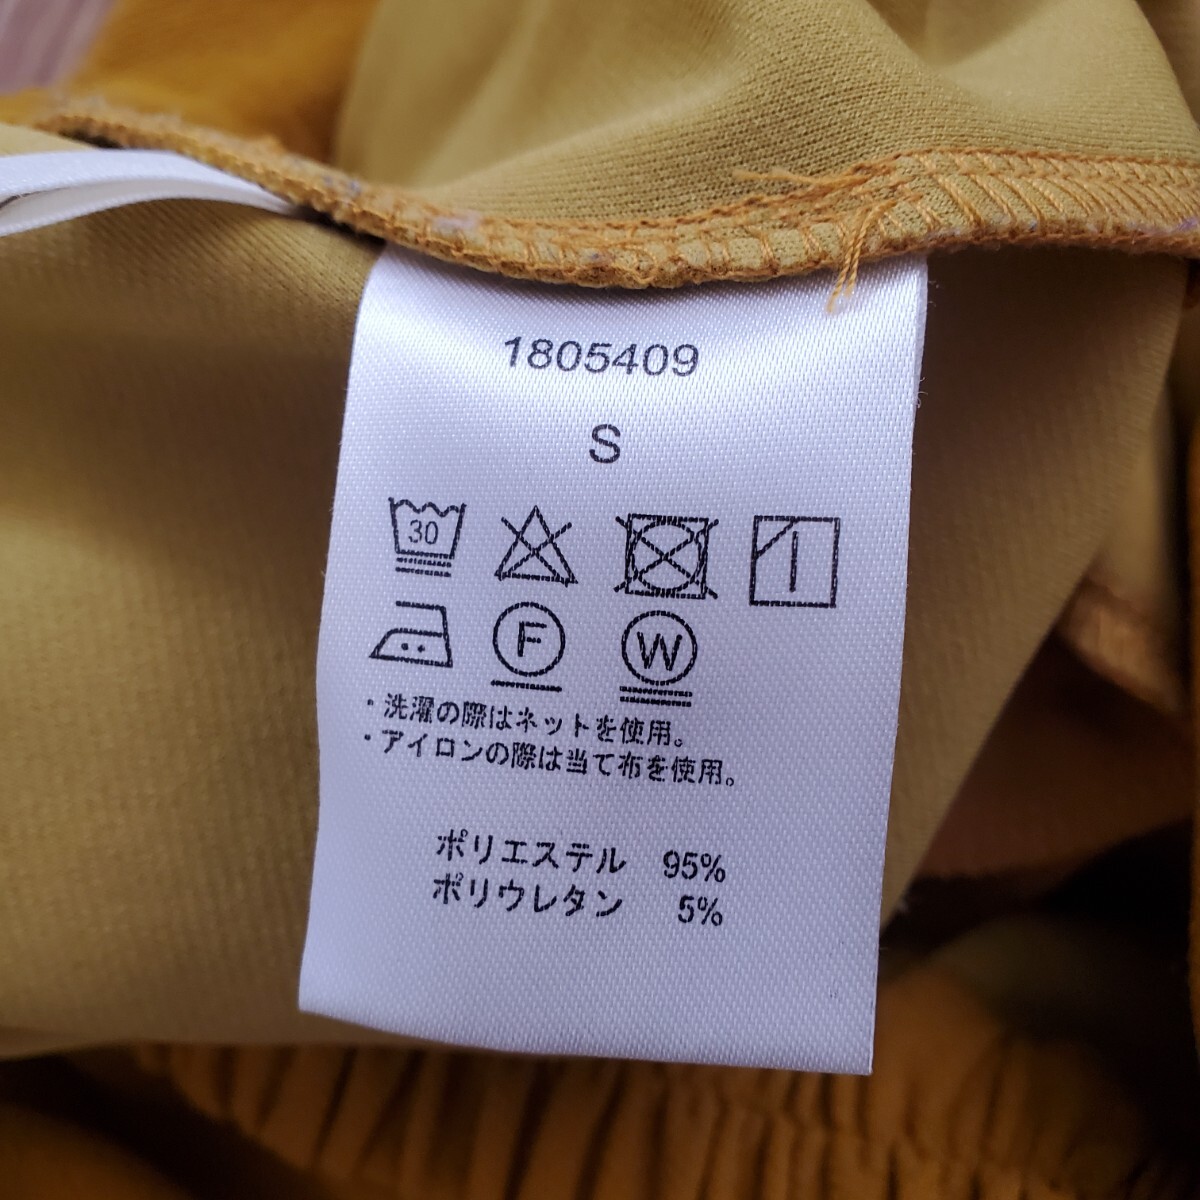 1805409
S
30
F W
・洗濯の際はネットを使用。
・アイロンの際は当て布を使用。
ポリエステル 95%
ポリウレタン 5%